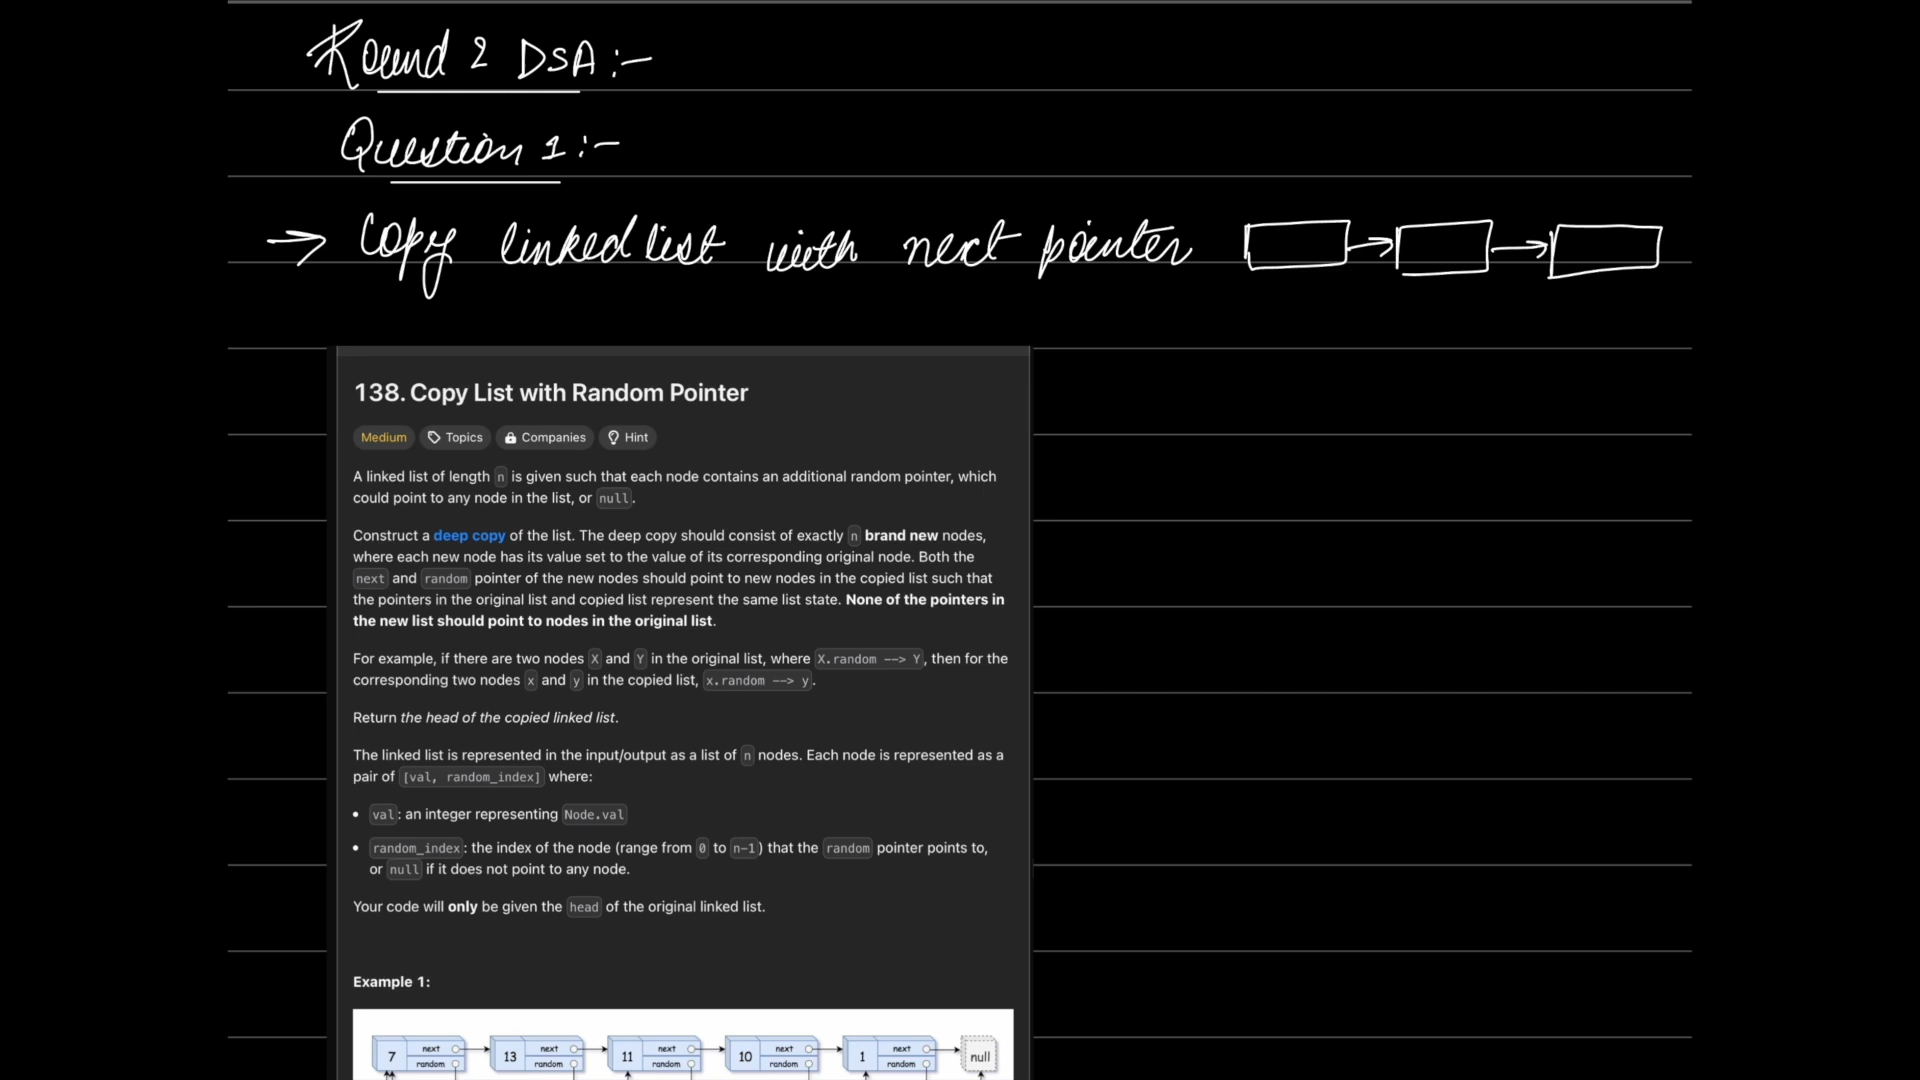 Round 2 DSA :-
Question 1 :-
→ Copy linked list with next pointer
138. Copy List with Random Pointer
Medium Topics Companies Hint
A linked list of length n is given such that each node contains an additional random pointer, which
could point to any node in the list, or null.
Construct a deep copy of the list. The deep copy should consist of exactly n brand new nodes,
where each new node has its value set to the value of its corresponding original node. Both the
next and random pointer of the new nodes should point to new nodes in the copied list such that
the pointers in the original list and copied list represent the same list state. None of the pointers in
the new list should point to nodes in the original list.
For example, if there are two nodes X and Y in the original list, where X.random --> Y, then for the
corresponding two nodes x and y in the copied list, x.random --> y.
Return the head of the copied linked list.
The linked list is represented in the input/output as a list of n nodes. Each node is represented as a
pair of [val, random_index] where:
• val: an integer representing Node.val
• random_index: the index of the node (range from 0 to n-1) that the random pointer points to,
or null if it does not point to any node.
Your code will only be given the head of the original linked list.
Example 1:
7 next random 13 next random 11 next random 10 next random 1 next random null